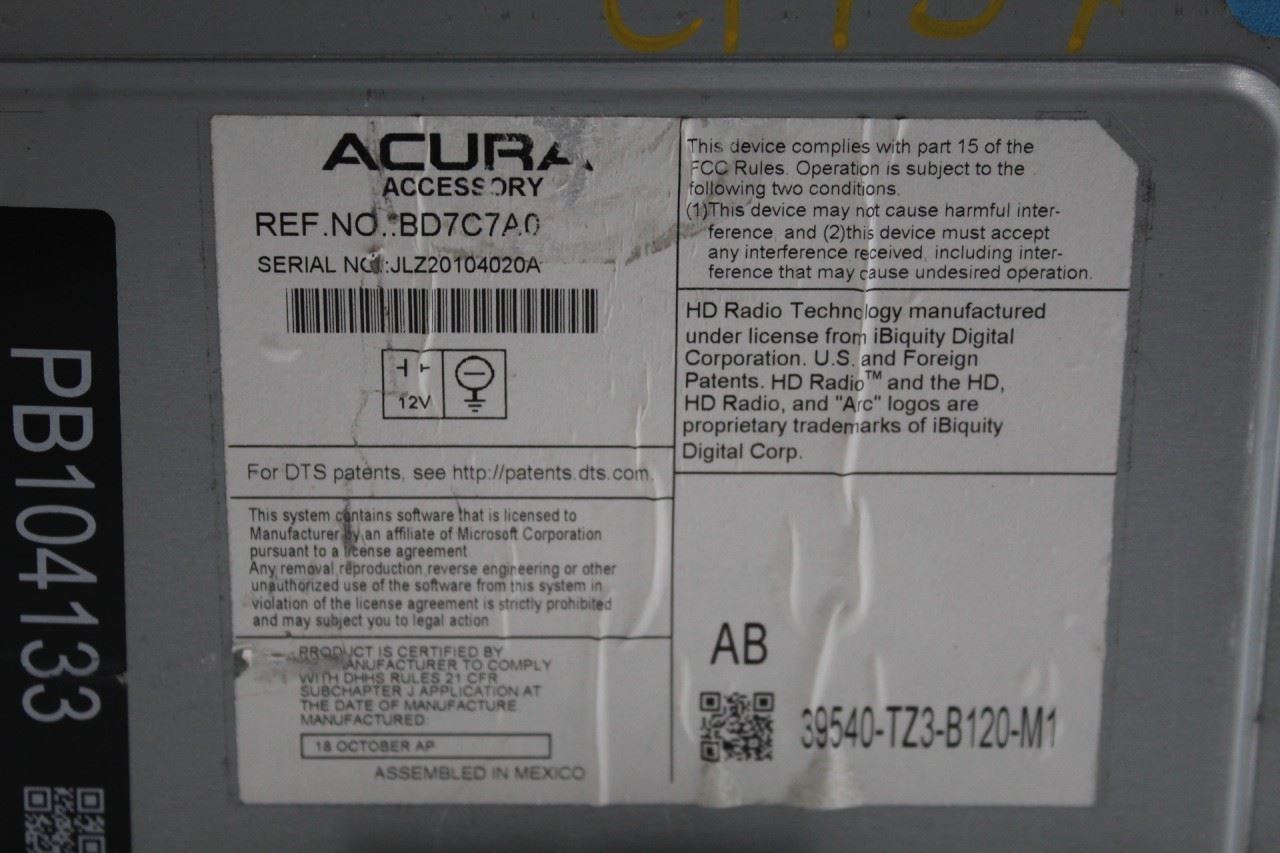 ACURA
ACCESSORY
REF.NO.:BD7C7A0
SERIAL NO.:JLZ20104020A
12V
For DTS patents, see http://patents.dts.com.
This system contains software that is licensed to
Manufacturer by an affiliate of Microsoft Corporation
pursuant to a license agreement
Any removal, reproduction, reverse engineering or other
unauthorized use of the software from this system in
violation of the license agreement is strictly prohibited
and may subject you to legal action
PRODUCT IS CERTIFIED BY
MANUFACTURER TO COMPLY
WITH DHHS RULES 21 CFR
SUBCHAPTER J APPLICATION AT
THE DATE OF MANUFACTURE
MANUFACTURED:
18 OCTOBER AP
ASSEMBLED IN MEXICO
This device complies with part 15 of the
FCC Rules. Operation is subject to the
following two conditions.
(1)This device may not cause harmful inter-
ference, and (2)this device must accept
any interference received, including inter-
ference that may cause undesired operation.
HD Radio Technology manufactured
under license from iBiquity Digital
Corporation. U.S. and Foreign
Patents. HD Radio™ and the HD,
HD Radio, and "Arc" logos are
proprietary trademarks of iBiquity
Digital Corp.
AB
39540-TZ3-B120-M1
PB104133